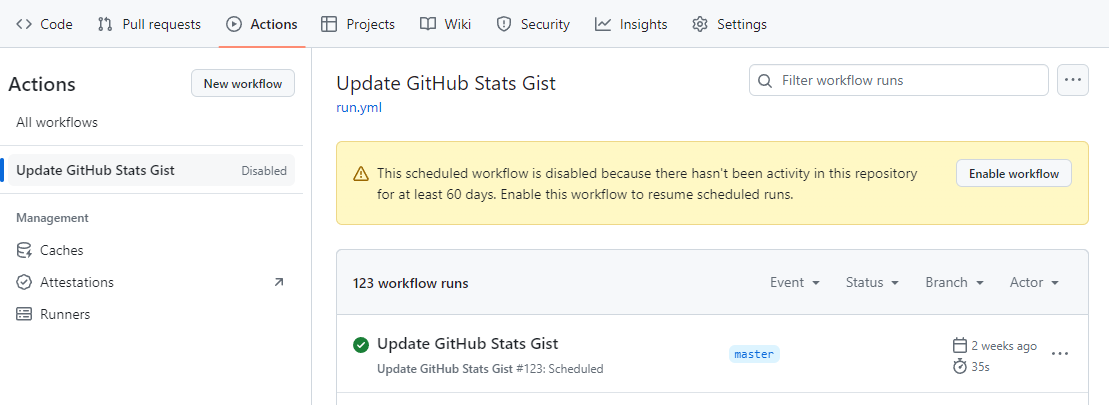 Code Pull requests Actions Projects Wiki Security Insights Settings
Actions New workflow
All workflows
Update GitHub Stats Gist Disabled
Management
Caches
Attestations
Runners
Update GitHub Stats Gist
run.yml
Filter workflow runs
This scheduled workflow is disabled because there hasn't been activity in this repository
for at least 60 days. Enable this workflow to resume scheduled runs.
Enable workflow
123 workflow runs Event Status Branch Actor
Update GitHub Stats Gist
Update GitHub Stats Gist #123: Scheduled
master
2 weeks ago
35s